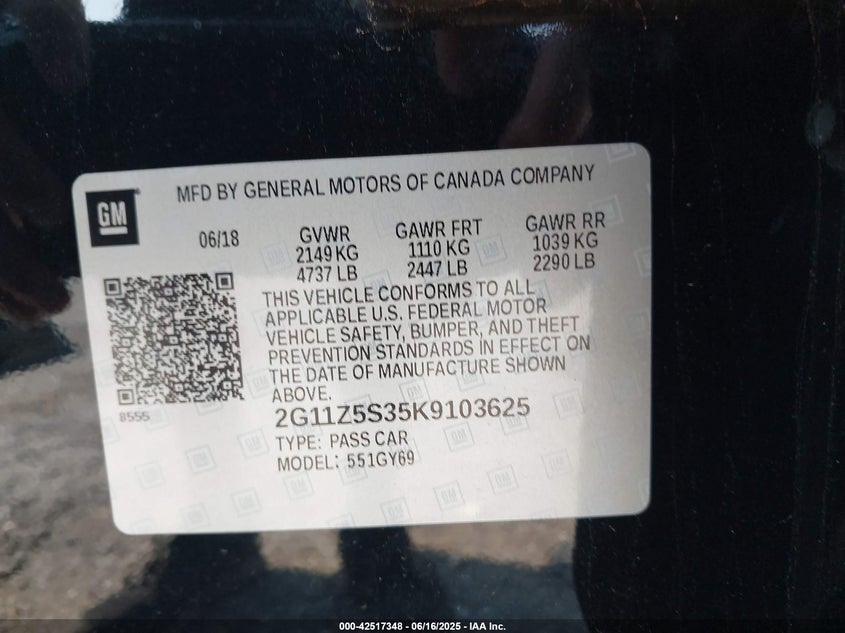 GM
MFD BY GENERAL MOTORS OF CANADA COMPANY
06/18
GVWR
2149 KG
4737 LB
GAWR FRT
1110 KG
2447 LB
GAWR RR
1039 KG
2290 LB
THIS VEHICLE CONFORMS TO ALL
APPLICABLE U.S. FEDERAL MOTOR
VEHICLE SAFETY, BUMPER, AND THEFT
PREVENTION STANDARDS IN EFFECT ON
THE DATE OF MANUFACTURE SHOWN
ABOVE.
8555
2G11Z5S35K9103625
TYPE: PASS CAR
MODEL: 551GY69
000-42517348 - 06/16/2025 - IAA Inc.